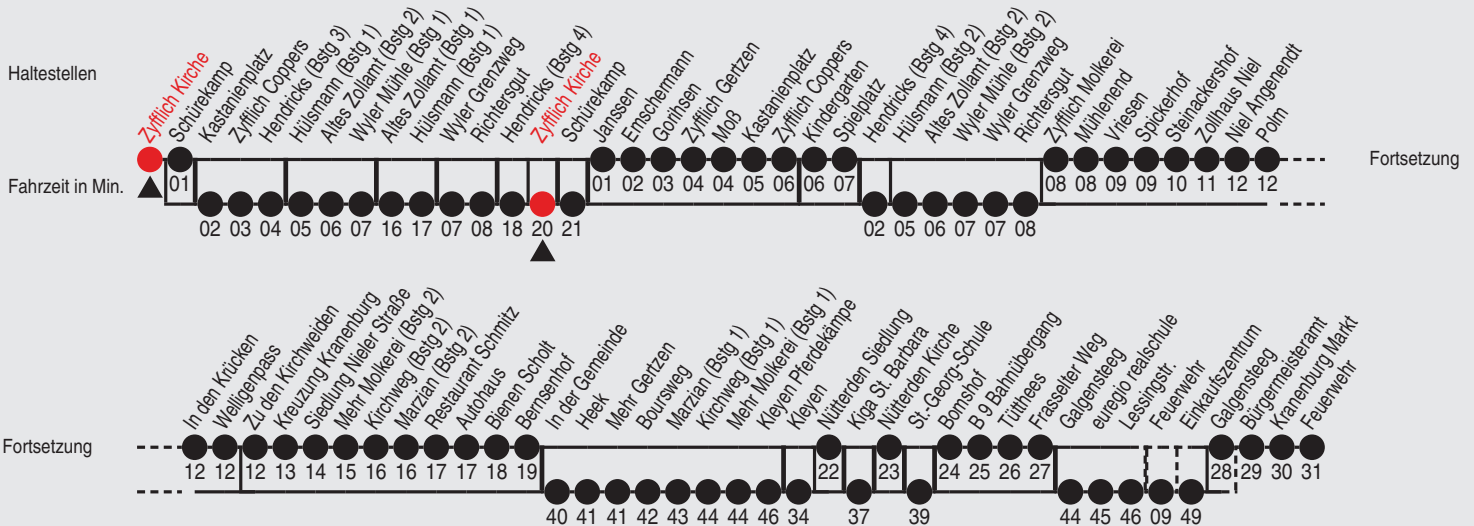 Haltestellen
Zyfflich Kirche
Schürekamp
Kastanienplatz
Zyfflich Coppers
Hendricks (Bstg 3)
Hülsmann (Bstg 1)
Altes Zollamt (Bstg 2)
Wyler Mühle (Bstg 1)
Altes Zollamt (Bstg 1)
Hülsmann (Bstg 1)
Wyler Grenzweg
Richtersgut
Hendricks (Bstg 4)
Zyfflich Kirche
Schürekamp
Janssen
Emschermann
Gorihsen
Zyfflich Gertzen
Moß
Kastanienplatz
Zyfflich Coppers
Kindergarten
Spielplatz
Hendricks (Bstg 4)
Hülsmann (Bstg 2)
Altes Zollamt (Bstg 2)
Wyler Mühle (Bstg 2)
Wyler Grenzweg
Richtersgut
Zyfflich Molkerei
Mühlenend
Vriesen
Spickerhof
Steinackershof
Zollhaus Niel
Niel Angenendt
Polm
Fortsetzung
Fahrzeit in Min.
01 01 02 03 04 04 05 06 06 07 08 08 09 09 10 11 12 12
02 03 04 05 06 07 16 17 07 08 18 20 21 02 05 06 07 07 08
In den Krücken
Welligenpass
Zu den Kirchweiden
Kreuzung Kranenburg
Siedlung Nieler Straße
Mehr Molkerei (Bstg 2)
Kirchweg (Bstg 2)
Marzian (Bstg 2)
Restaurant Schmitz
Autohaus
Bienen Scholt
Bernsenhof
In der Gemeinde
Heek
Mehr Gertzen
Boursweg
Marzian (Bstg 1)
Kirchweg (Bstg 1)
Mehr Molkerei (Bstg 1)
Kleyen Pferdekämpe
Kleyen
Nütterden Siedlung
Kiga St. Barbara
Nütterden Kirche
St.-Georg-Schule
Bomshof
B 9 Bahnübergang
Tütthees
Frasselter Weg
Galgensteeg
euregio realschule
Lessingstr.
Feuerwehr
Einkaufszentrum
Galgensteeg
Bürgermeisteramt
Kranenburg Markt
Feuerwehr
Fortsetzung
12 12 12 13 14 15 16 16 17 17 18 19 22 23 24 25 26 27 28 29 30 31
40 41 41 42 43 44 44 46 34 37 39 44 45 46 09 49